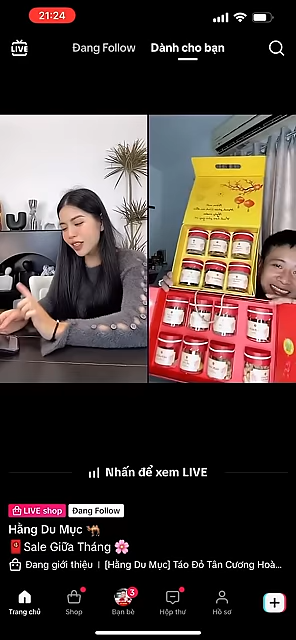 21:24
LIVE
Đang Follow
Dành cho bạn
Nhấn để xem LIVE
LIVE shop
Đang Follow
Hằng Du Mục 🐫
🧧Sale Giữa Tháng 🌸
Đang giới thiệu | [Hằng Du Mục] Táo Đỏ Tân Cương Hoà...
3
Trang chủ
Shop
Bạn bè
Hộp thư
Hồ sơ